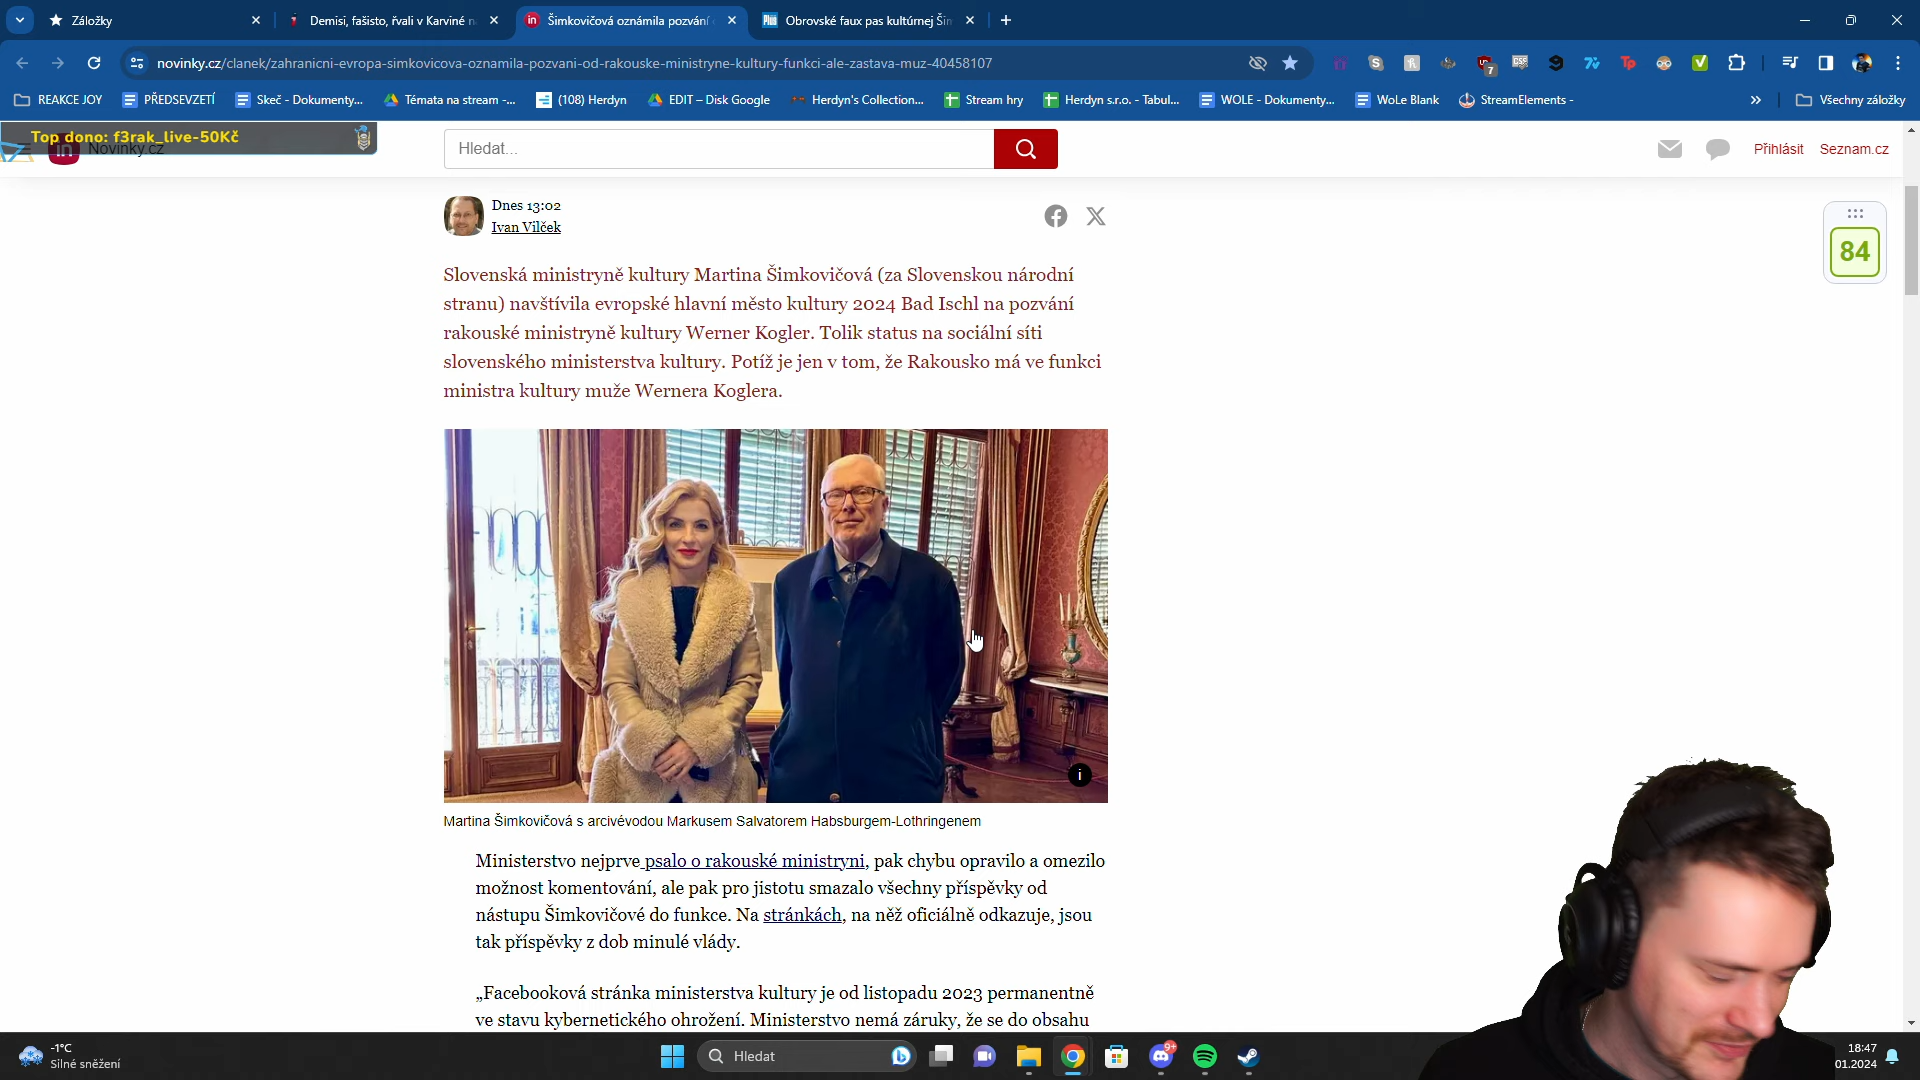 Záložky
Demisi, fašisto, řvali v Karviné n
Šimkovičová oznámila pozvání
Obrovské faux pas kultúrnej Šim
novinky.cz/clanek/zahranicni-evropa-simkovicova-oznamila-pozvani-od-rakouske-ministryne-kultury-funkci-ale-zastava-muz-40458107
7
REAKCE JOY
PŘEDSEVZETÍ
Skeč - Dokumenty...
Témata na stream -...
(108) Herdyn
EDIT – Disk Google
Herdyn's Collection...
Stream hry
Herdyn s.r.o. - Tabul...
WOLE - Dokumenty...
WoLe Blank
StreamElements -
Všechny záložky
Top dono: f3rak_live-50Kč
Novinky.cz
Hledat...
Přihlásit
Seznam.cz
Dnes 13:02
Ivan Vilček
84
Slovenská ministryně kultury Martina Šimkovičová (za Slovenskou národní
stranu) navštívila evropské hlavní město kultury 2024 Bad Ischl na pozvání
rakouské ministryně kultury Werner Kogler. Tolik status na sociální síti
slovenského ministerstva kultury. Potíž je jen v tom, že Rakousko má ve funkci
ministra kultury muže Wernera Koglera.
Martina Šimkovičová s arcivévodou Markusem Salvatorem Habsburgem-Lothringenem
Ministerstvo nejprve psalo o rakouské ministryni, pak chybu opravilo a omezilo
možnost komentování, ale pak pro jistotu smazalo všechny příspěvky od
nástupu Šimkovičové do funkce. Na stránkách, na něž oficiálně odkazuje, jsou
tak příspěvky z dob minulé vlády.
„Facebooková stránka ministerstva kultury je od listopadu 2023 permanentně
ve stavu kybernetického ohrožení. Ministerstvo nemá záruky, že se do obsahu
-1°C
Silné sněžení
Hledat
9+
18:47
01.2024